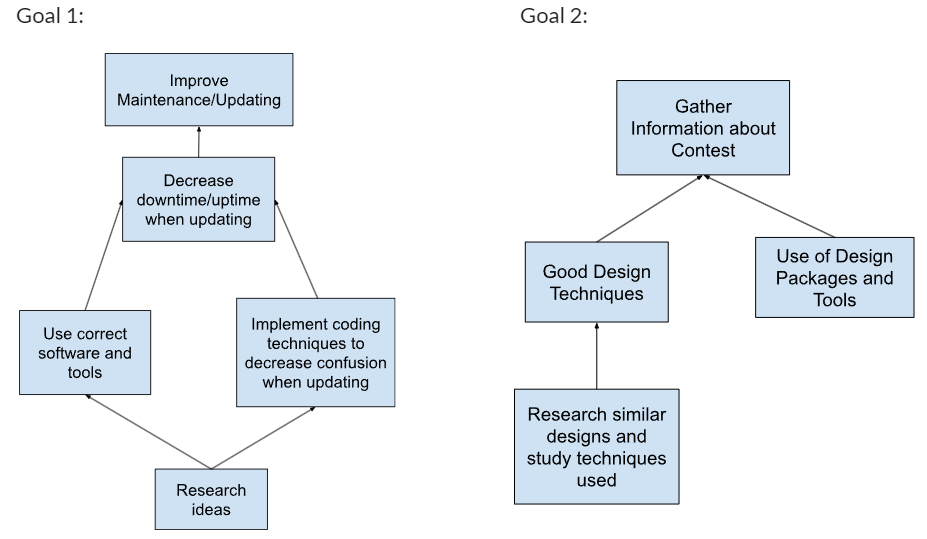 Goal 1:
Improve
Maintenance/Updating
Decrease
downtime/uptime
when updating
Use correct
software and
tools
Implement coding
techniques to
decrease confusion
when updating
Research
ideas
Goal 2:
Gather
Information about
Contest
Good Design
Techniques
Use of Design
Packages and
Tools
Research similar
designs and
study techniques
used